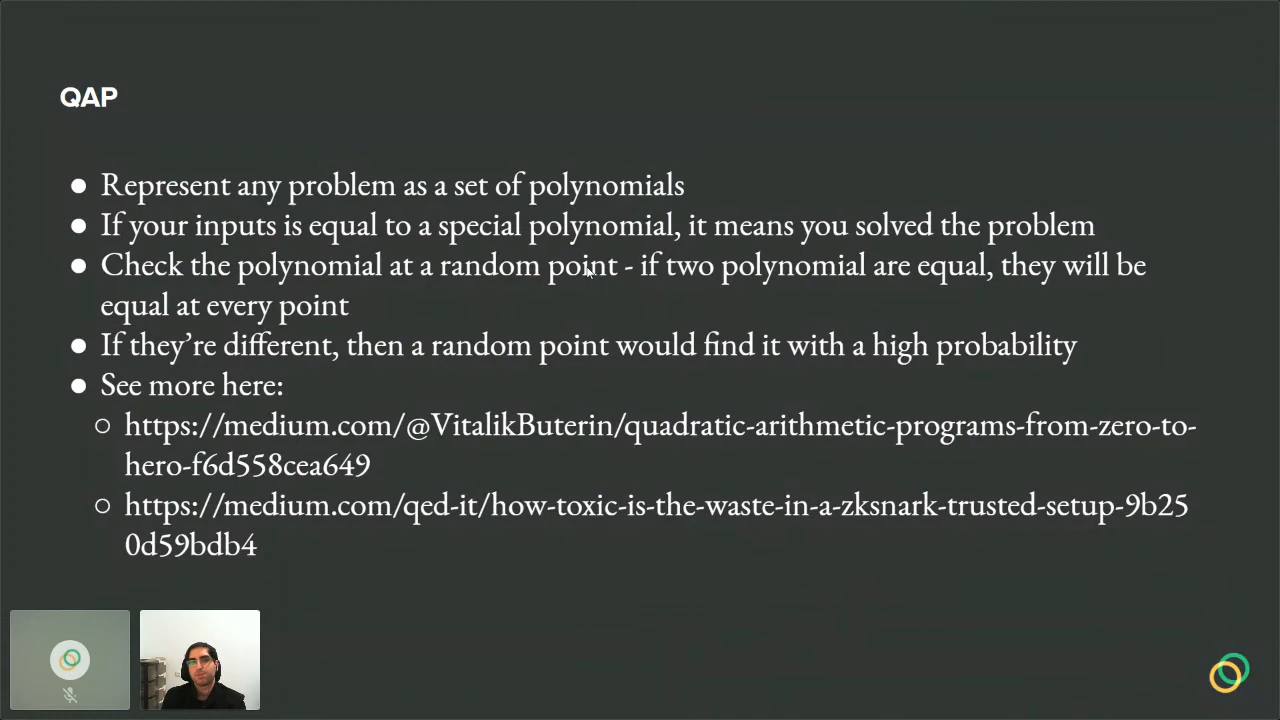 QAP
● Represent any problem as a set of polynomials
● If your inputs is equal to a special polynomial, it means you solved the problem
● Check the polynomial at a random point - if two polynomial are equal, they will be
equal at every point
● If they’re different, then a random point would find it with a high probability
● See more here:
○ https://medium.com/@VitalikButerin/quadratic-arithmetic-programs-from-zero-to-
hero-f6d558cea649
○ https://medium.com/qed-it/how-toxic-is-the-waste-in-a-zksnark-trusted-setup-9b25
0d59bdb4